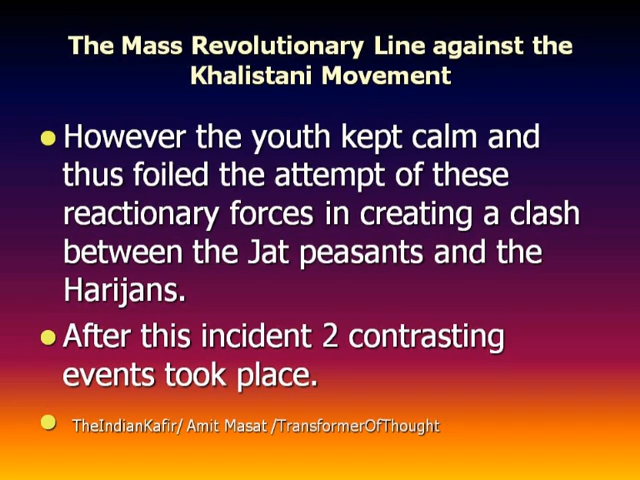 The Mass Revolutionary Line against the
Khalistani Movement
However the youth kept calm and
thus foiled the attempt of these
reactionary forces in creating a clash
between the Jat peasants and the
Harijans.
After this incident 2 contrasting
events took place.
TheIndianKafir/ Amit Masat /TransformerOfThought